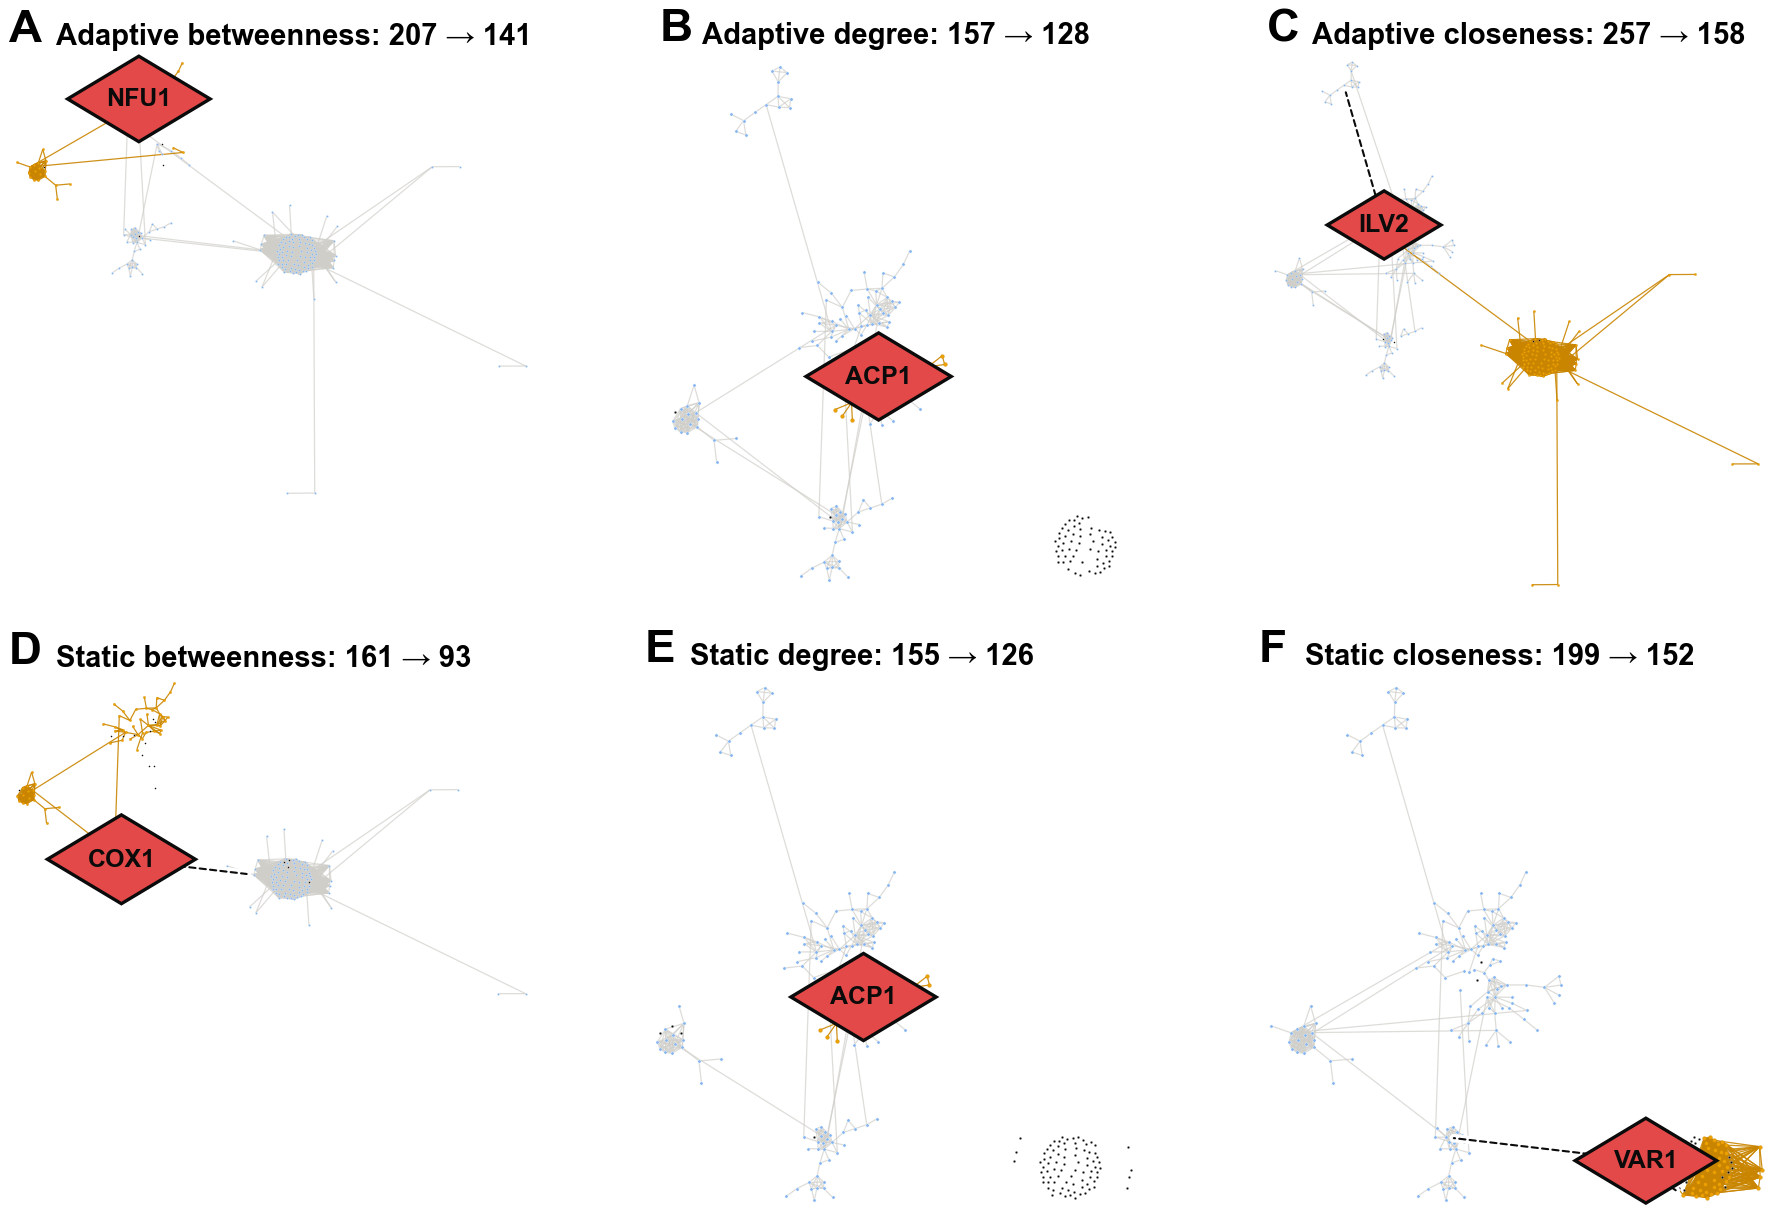 A Adaptive betweenness: 207 → 141
B Adaptive degree: 157 → 128
C Adaptive closeness: 257 → 158
NFU1
ACP1
ILV2
D Static betweenness: 161 → 93
E Static degree: 155 → 126
F Static closeness: 199 → 152
COX1
ACP1
VAR1